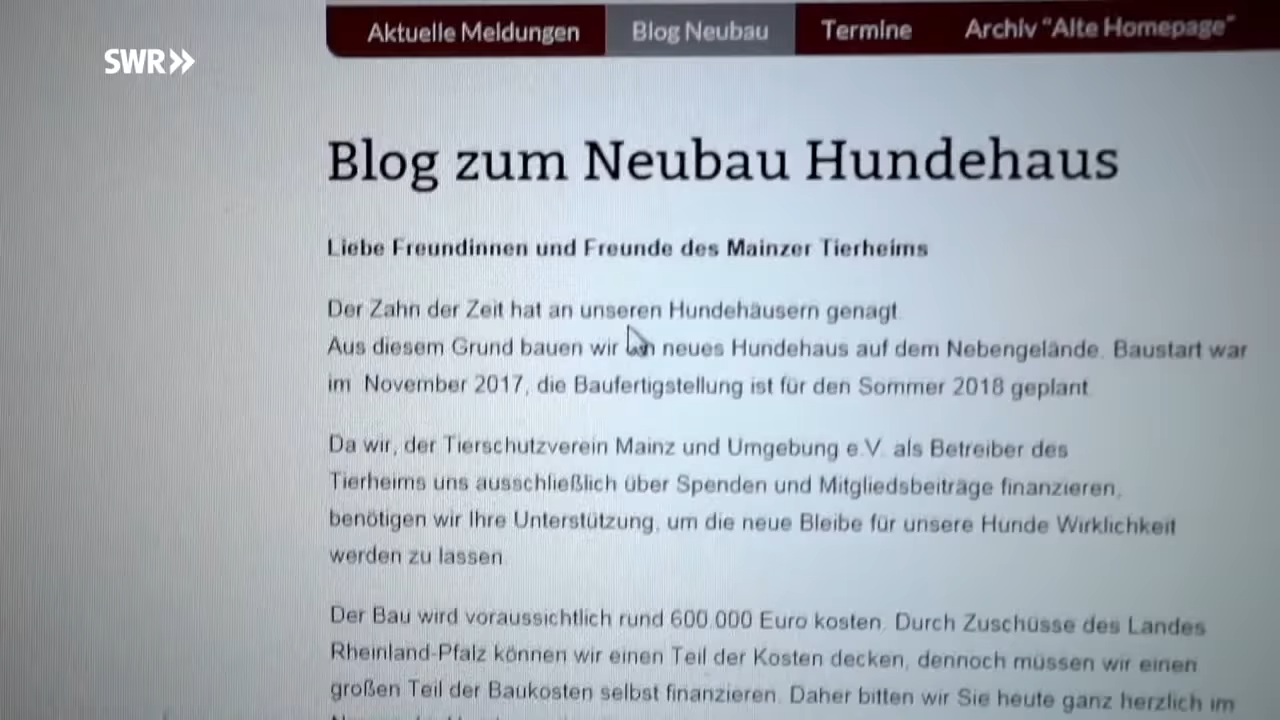 SWR
Aktuelle Meldungen Blog Neubau Termine Archiv "Alte Homepage"
Blog zum Neubau Hundehaus
Liebe Freundinnen und Freunde des Mainzer Tierheims
Der Zahn der Zeit hat an unseren Hundehäusern genagt.
Aus diesem Grund bauen wir ein neues Hundehaus auf dem Nebengelände. Baustart war
im November 2017, die Baufertigstellung ist für den Sommer 2018 geplant.
Da wir, der Tierschutzverein Mainz und Umgebung e.V. als Betreiber des
Tierheims uns ausschließlich über Spenden und Mitgliedsbeiträge finanzieren,
benötigen wir Ihre Unterstützung, um die neue Bleibe für unsere Hunde Wirklichkeit
werden zu lassen.
Der Bau wird voraussichtlich rund 600.000 Euro kosten. Durch Zuschüsse des Landes
Rheinland-Pfalz können wir einen Teil der Kosten decken, dennoch müssen wir einen
großen Teil der Baukosten selbst finanzieren. Daher bitten wir Sie heute ganz herzlich im